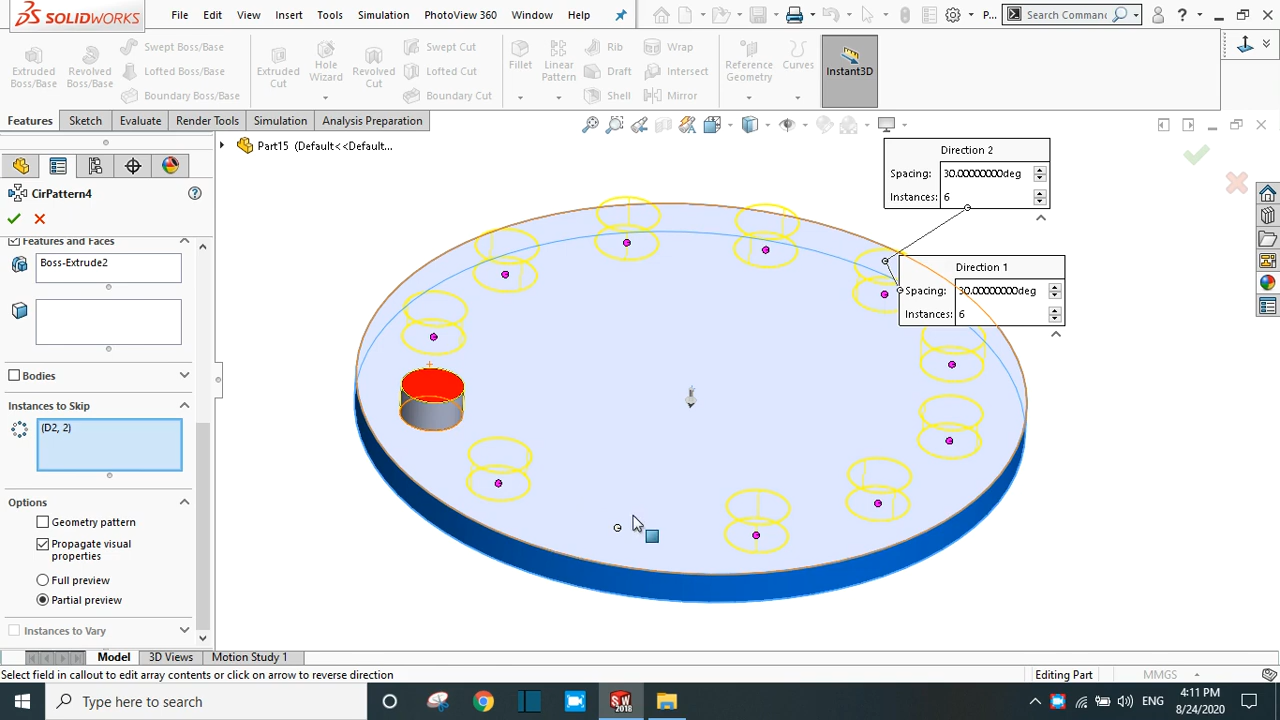 SOLIDWORKS
File Edit View Insert Tools Simulation PhotoView 360 Window Help
P...
Search Comman
Extruded
Boss/Base
Revolved
Boss/Base
Swept Boss/Base
Lofted Boss/Base
Boundary Boss/Base
Extruded
Cut
Hole
Wizard
Revolved
Cut
Swept Cut
Lofted Cut
Boundary Cut
Fillet
Linear
Pattern
Rib
Draft
Shell
Wrap
Intersect
Mirror
Reference
Geometry
Curves
Instant3D
Features Sketch Evaluate Render Tools Simulation Analysis Preparation
Part15 (Default<<Default...
CirPattern4
Features and Faces
Boss-Extrude2
Bodies
Instances to Skip
(D2, 2)
Options
Geometry pattern
Propagate visual
properties
Full preview
Partial preview
Instances to Vary
Direction 2
Spacing: 30.00000000deg
Instances: 6
Direction 1
Spacing: 30.00000000deg
Instances: 6
Model 3D Views Motion Study 1
Select field in callout to edit array contents or click on arrow to reverse direction
Editing Part
MMGS
Type here to search
SW
2018
ENG
4:11 PM
8/24/2020